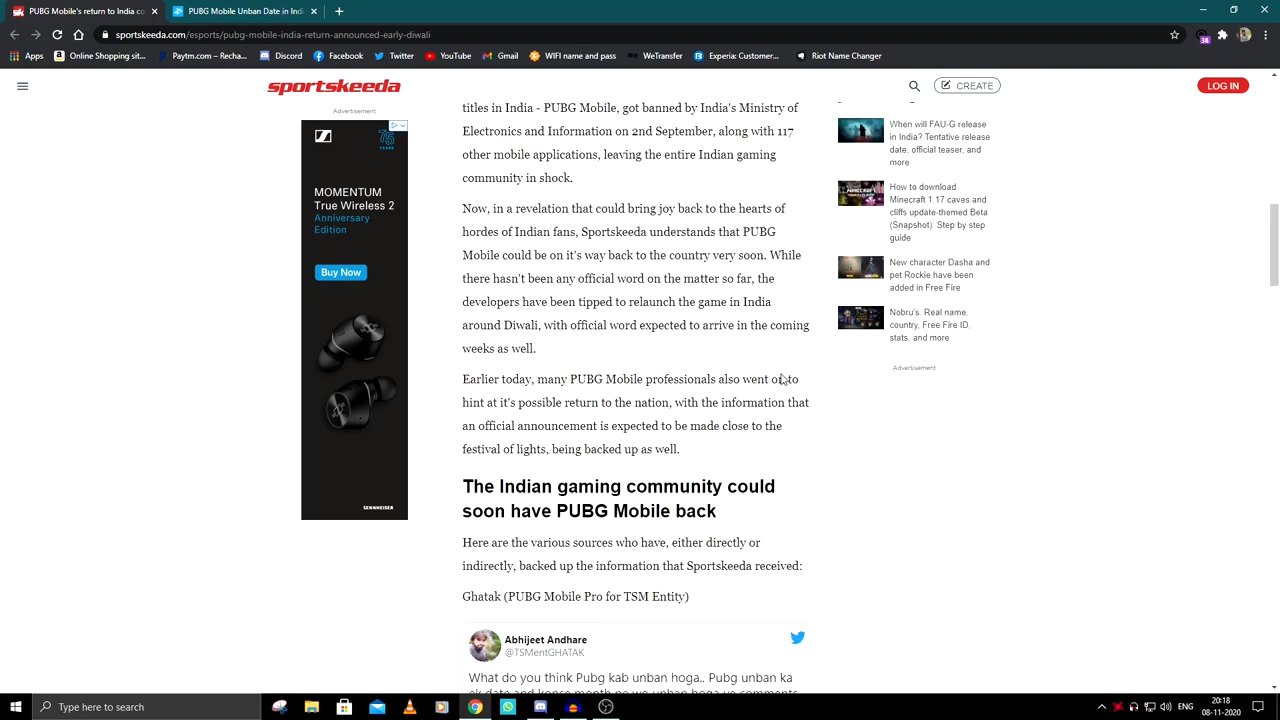 PUBG Mobile's return to India to
sportskeeda.com/esports/pubg-mobile-india-return-announcement-early-diwali
38
Apps
Online Shopping sit...
Paytm.com – Recha...
Discord
Facebook
Twitter
YouTube
Gmail
WIFI name and pass
WeTransfer
Experia: Customer...
Riot Name Changer
sportskeeda
CREATE
LOG IN
Advertisement
75
YEARS
MOMENTUM
True Wireless 2
Anniversary
Edition
Buy Now
SENNHEISER
titles in India - PUBG Mobile, got banned by India's Ministry of
Electronics and Information on 2nd September, along with 117
other mobile applications, leaving the entire Indian gaming
community in shock.
Now, in a revelation that could bring joy back to the hearts of
hordes of Indian fans, Sportskeeda understands that PUBG
Mobile could be on it's way back to the country very soon. While
there hasn't been any official word on the matter so far, the
developers have been tipped to relaunch the game in India
around Diwali, with official word expected to arrive in the coming
weeks as well.
Earlier today, many PUBG Mobile professionals also went on to
hint at it's possible return to the nation, with the information that
an official announcement is expected to be made close to the
festival of lights, being backed up as well.
The Indian gaming community could
soon have PUBG Mobile back
Here are the various sources who have, either directly or
indirectly, backed up the information that Sportskeeda received:
Ghatak (PUBG Mobile Pro for TSM Entity)
Abhijeet Andhare
@TSMentGHATAK
What do you think Pubg kab unban hoga.. Pubg unban ka
When will FAU-G release
in India? Tentative release
date, official teaser, and
more
How to download
Minecraft 1.17 caves and
cliffs update-themed Beta
(Snapshot): Step by step
guide
New character Dasha and
pet Rockie have been
added in Free Fire
Nobru's: Real name,
country, Free Fire ID,
stats, and more
Advertisement
Type here to search
ENG
20:18
08-11-2020